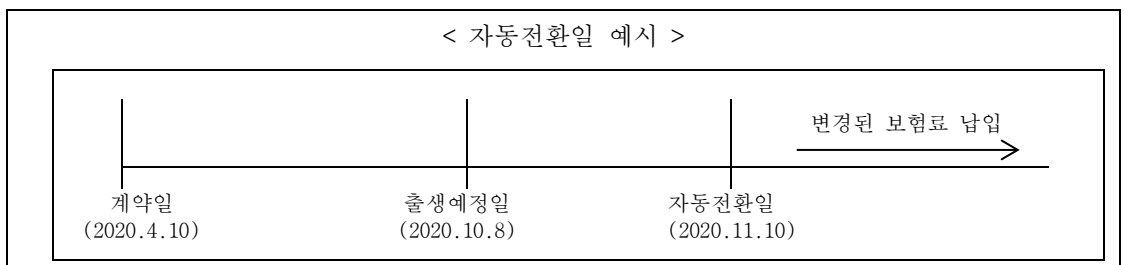 < 자동전환일 예시 >
변경된 보험료 납입
계약일 출생예정일 자동전환일
(2020.4.10) (2020.10.8) (2020.11.10)